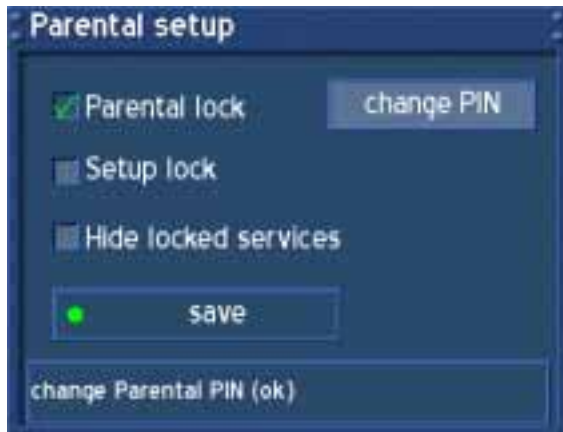 Parental setup
Parental lock change PIN
Setup lock
Hide locked services
save
change Parental PIN (ok)